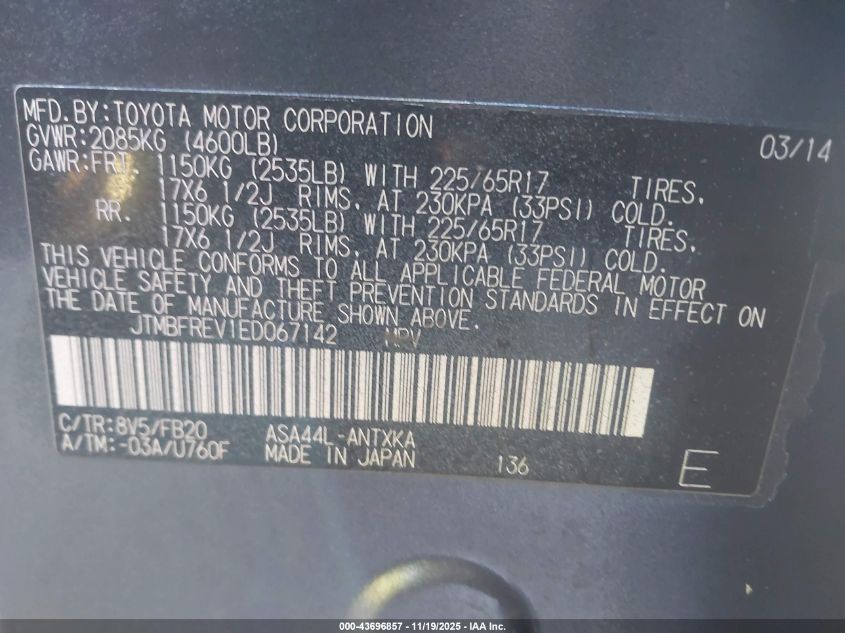 MFD.BY:TOYOTA MOTOR CORPORATION 03/14
GVWR:2085KG (4600LB)
GAWR:FRT. 1150KG (2535LB) WITH 225/65R17 TIRES.
17X6 1/2J RIMS, AT 230KPA (33PSI) COLD.
RR. 1150KG (2535LB) WITH 225/65R17 TIRES.
17X6 1/2J RIMS, AT 230KPA (33PSI) COLD.
THIS VEHICLE CONFORMS TO ALL APPLICABLE FEDERAL MOTOR
VEHICLE SAFETY AND THEFT PREVENTION STANDARDS IN EFFECT ON
THE DATE OF MANUFACTURE SHOWN ABOVE.
JTMBFREV1ED067142 MPV
C/TR:8V5/FB20 ASA44L-ANTXKA
A/TM:-03A/U760F MADE IN JAPAN 136 E
000-43696857 - 11/19/2025 - IAA Inc.